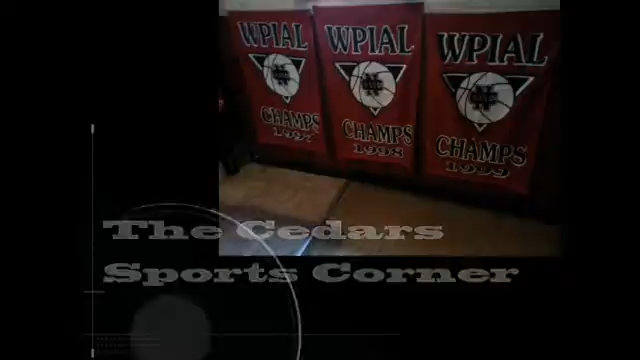 WPIAL
CHAMPS
1997
WPIAL
N
CHAMPS
1998
WPIAL
N
CHAMPS
1999
The Cedars
Sports Corner